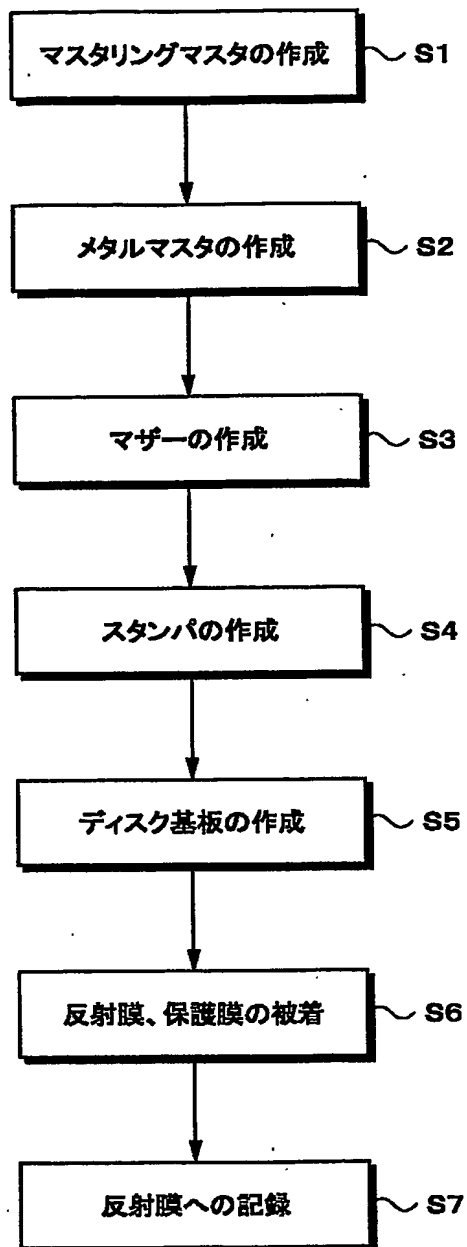 マスタリングマスタの作成 S1
メタルマスタの作成 S2
マザーの作成 S3
スタンパの作成 S4
ディスク基板の作成 S5
反射膜、保護膜の被着 S6
反射膜への記録 S7